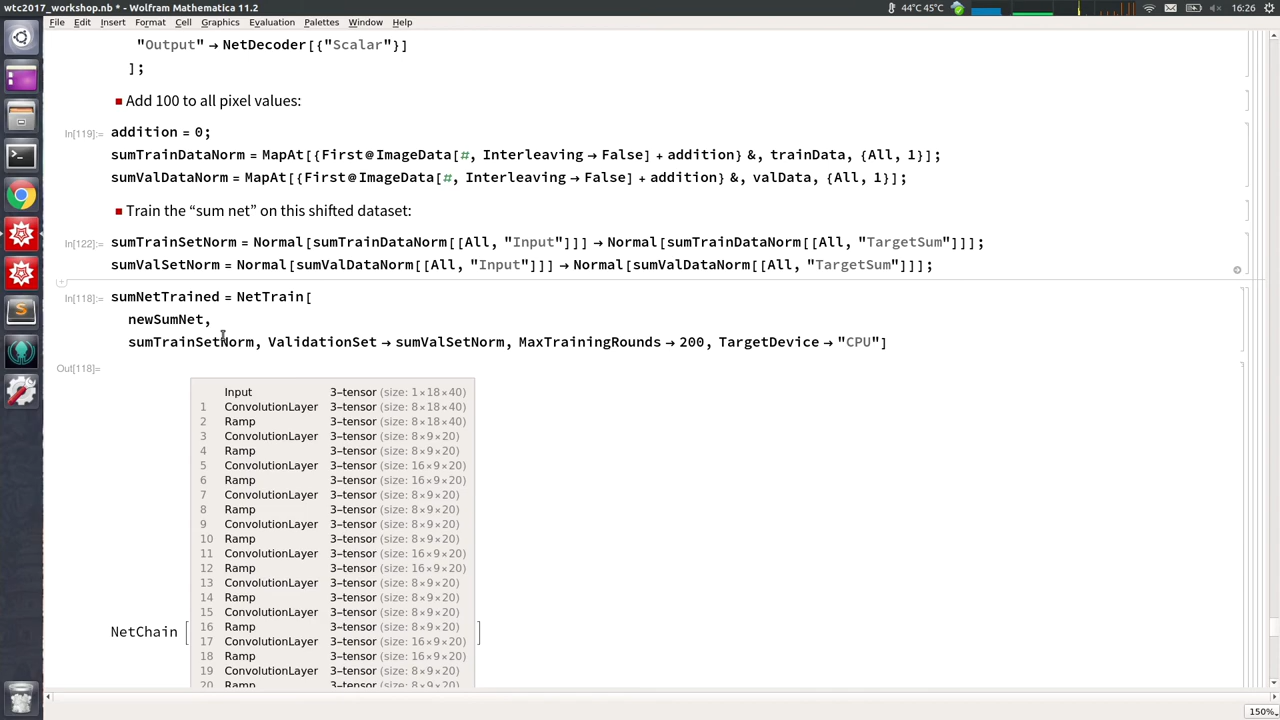 wtc2017_workshop.nb * - Wolfram Mathematica 11.2
44°C 45°C
16:26
File Edit Insert Format Cell Graphics Evaluation Palettes Window Help
"Output" → NetDecoder[{"Scalar"}]
];
Add 100 to all pixel values:
In[119]:= addition = 0;
sumTrainDataNorm = MapAt[{First@ImageData[#, Interleaving → False] + addition} &, trainData, {All, 1}];
sumValDataNorm = MapAt[{First@ImageData[#, Interleaving → False] + addition} &, valData, {All, 1}];
Train the “sum net” on this shifted dataset:
In[122]:= sumTrainSetNorm = Normal[sumTrainDataNorm[[All, "Input"]]] → Normal[sumTrainDataNorm[[All, "TargetSum"]]];
sumValSetNorm = Normal[sumValDataNorm[[All, "Input"]]] → Normal[sumValDataNorm[[All, "TargetSum"]]];
In[118]:= sumNetTrained = NetTrain[
newSumNet,
sumTrainSetNorm, ValidationSet → sumValSetNorm, MaxTrainingRounds → 200, TargetDevice → "CPU"]
Out[118]=
Input 3-tensor (size: 1×18×40)
1 ConvolutionLayer 3-tensor (size: 8×18×40)
2 Ramp 3-tensor (size: 8×18×40)
3 ConvolutionLayer 3-tensor (size: 8×9×20)
4 Ramp 3-tensor (size: 8×9×20)
5 ConvolutionLayer 3-tensor (size: 16×9×20)
6 Ramp 3-tensor (size: 16×9×20)
7 ConvolutionLayer 3-tensor (size: 8×9×20)
8 Ramp 3-tensor (size: 8×9×20)
9 ConvolutionLayer 3-tensor (size: 8×9×20)
10 Ramp 3-tensor (size: 8×9×20)
11 ConvolutionLayer 3-tensor (size: 16×9×20)
12 Ramp 3-tensor (size: 16×9×20)
13 ConvolutionLayer 3-tensor (size: 8×9×20)
14 Ramp 3-tensor (size: 8×9×20)
15 ConvolutionLayer 3-tensor (size: 8×9×20)
16 Ramp 3-tensor (size: 8×9×20)
NetChain [ ]
17 ConvolutionLayer 3-tensor (size: 16×9×20)
18 Ramp 3-tensor (size: 16×9×20)
19 ConvolutionLayer 3-tensor (size: 8×9×20)
20 Ramp 3-tensor (size: 8×9×20)
150%